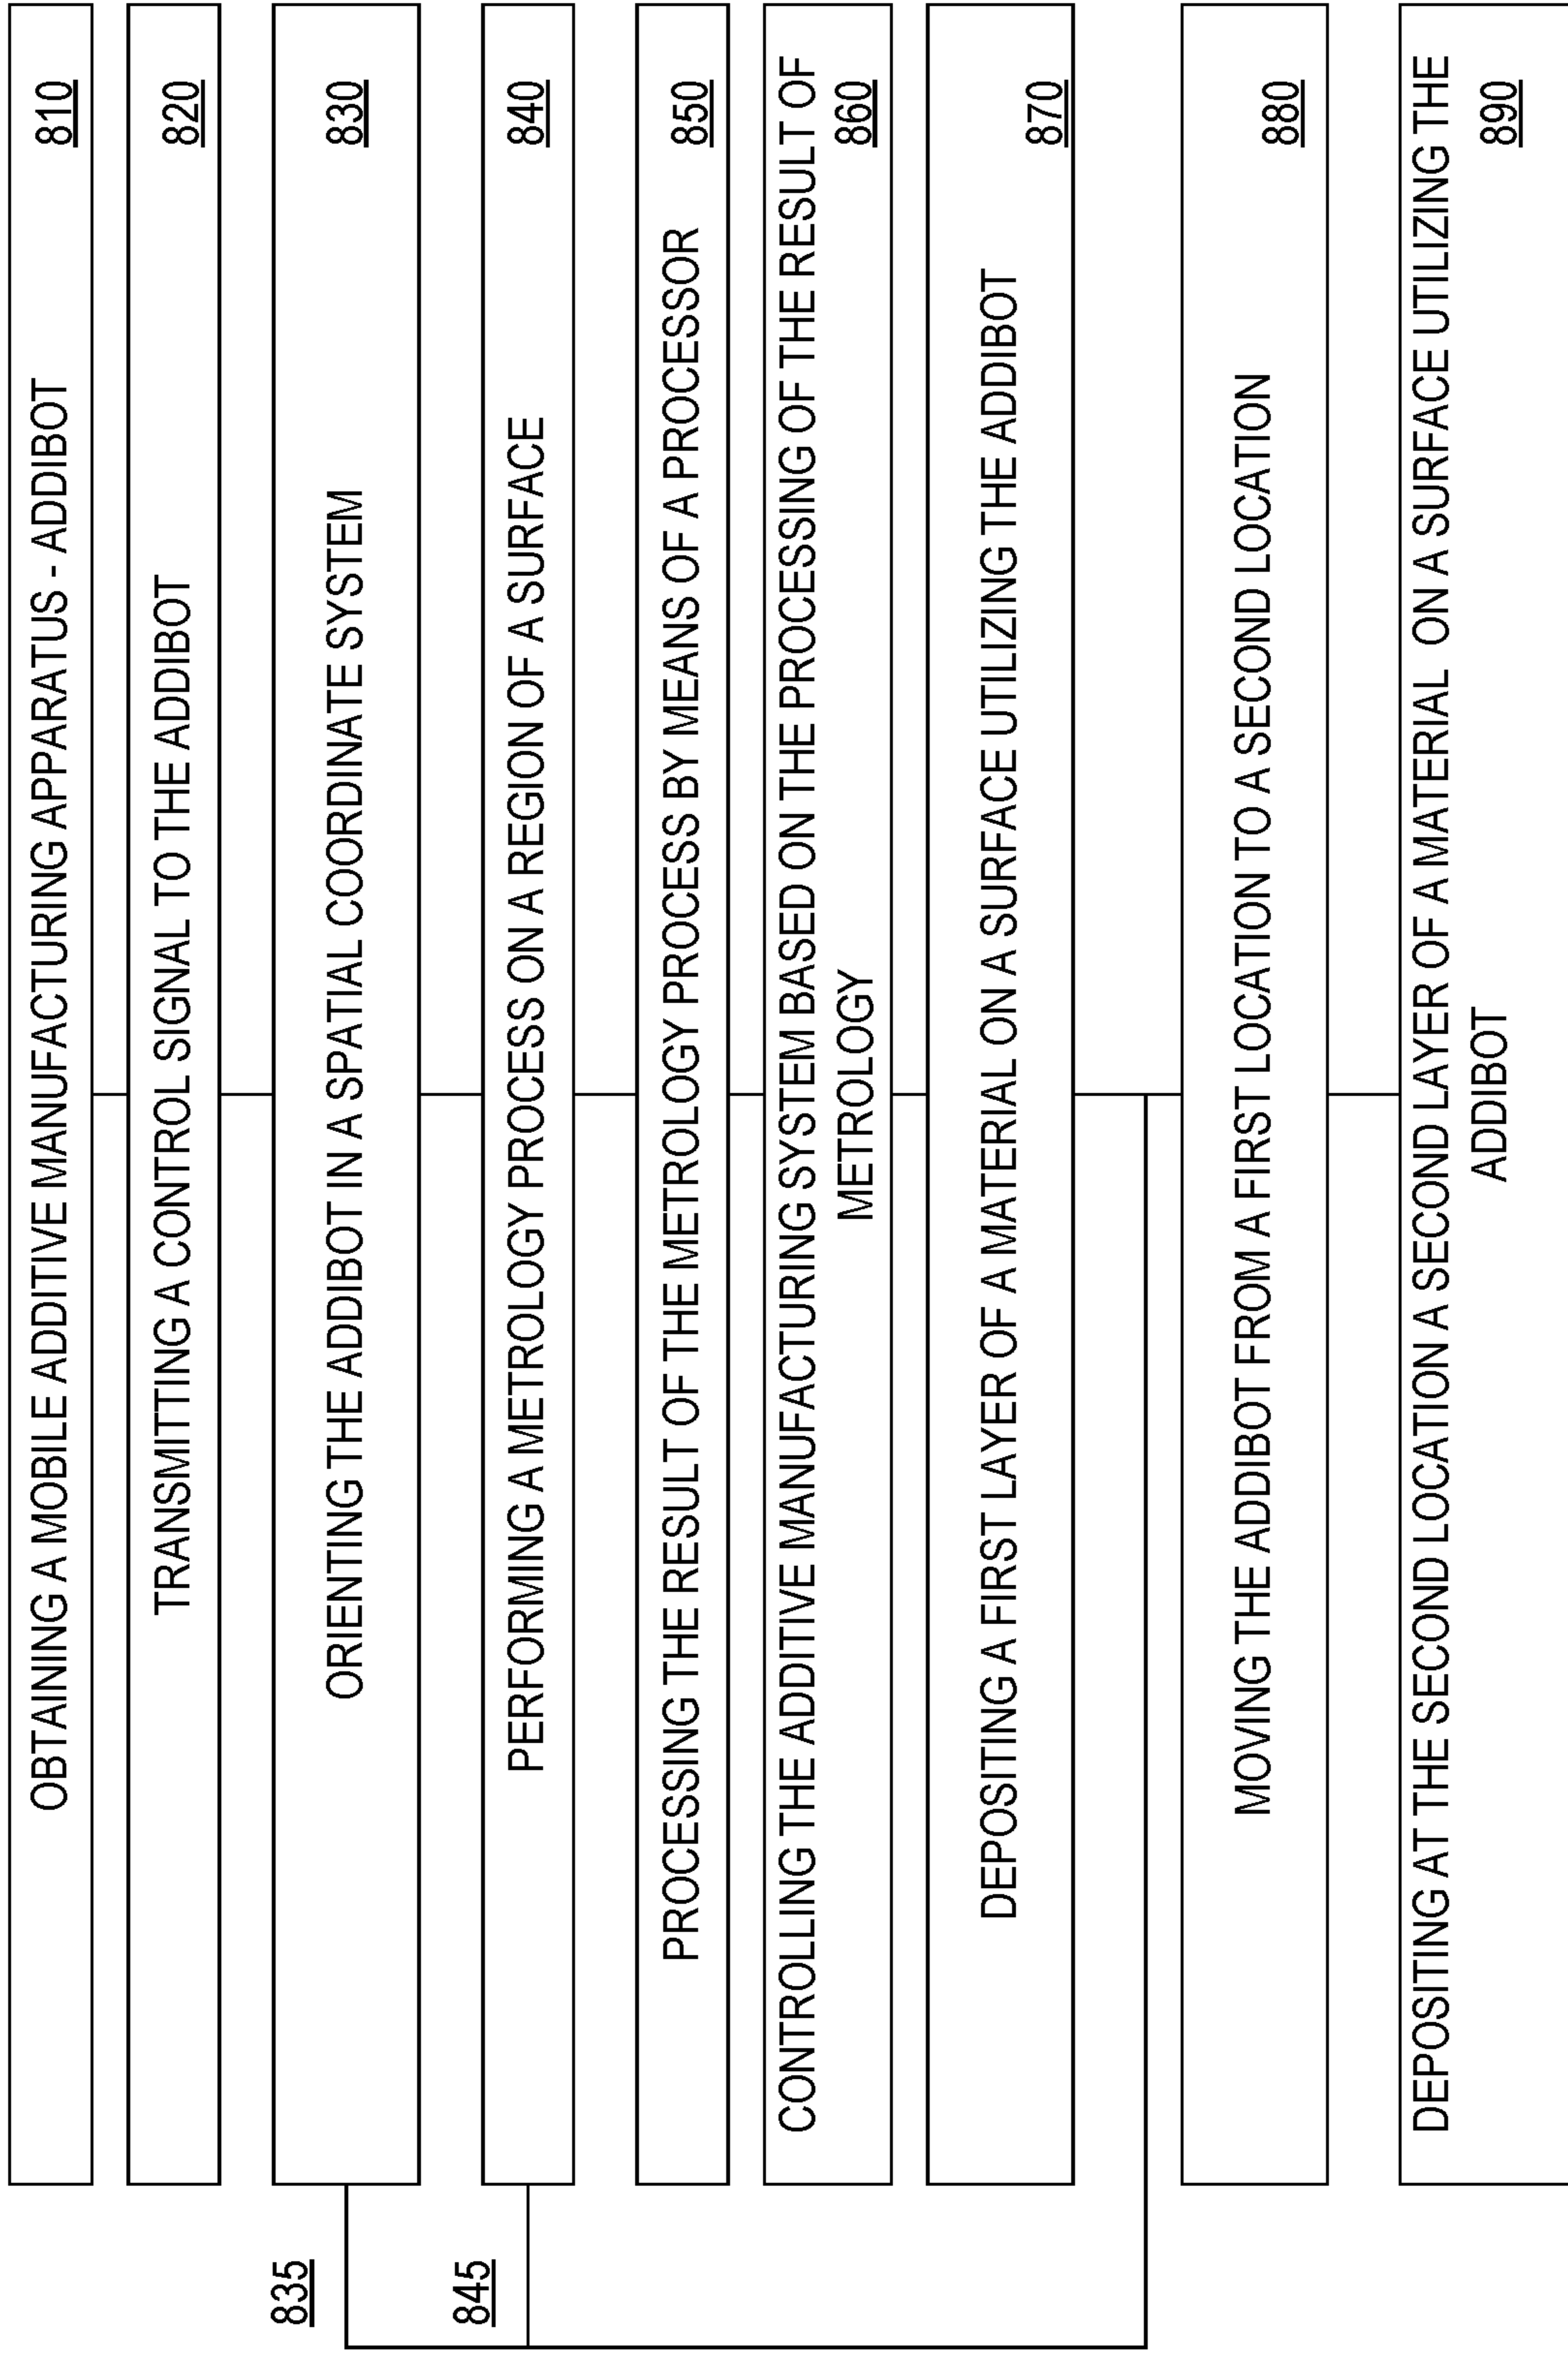 OBTAINING A MOBILE ADDITIVE MANUFACTURING APPARATUS - ADDIBOT
810
TRANSMITTING A CONTROL SIGNAL TO THE ADDIBOT
820
835
ORIENTING THE ADDIBOT IN A SPATIAL COORDINATE SYSTEM
830
845
PERFORMING A METROLOGY PROCESS ON A REGION OF A SURFACE
840
PROCESSING THE RESULT OF THE METROLOGY PROCESS BY MEANS OF A PROCESSOR
850
CONTROLLING THE ADDITIVE MANUFACTURING SYSTEM BASED ON THE PROCESSING OF THE RESULT OF
METROLOGY
860
DEPOSITING A FIRST LAYER OF A MATERIAL ON A SURFACE UTILIZING THE ADDIBOT
870
MOVING THE ADDIBOT FROM A FIRST LOCATION TO A SECOND LOCATION
880
DEPOSITING AT THE SECOND LOCATION A SECOND LAYER OF A MATERIAL ON A SURFACE UTILIZING THE
ADDIBOT
890